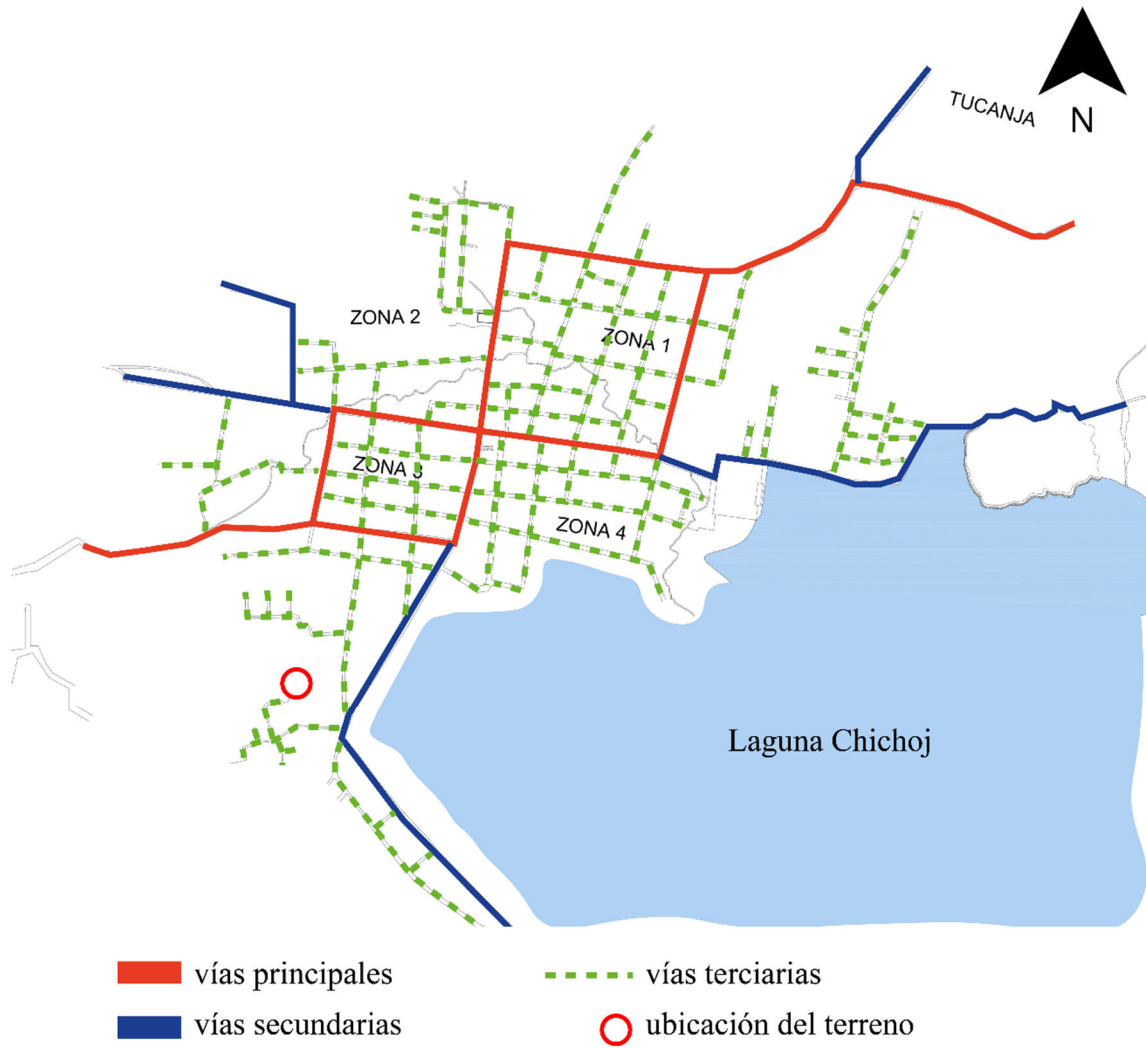 TUCANJA
N
ZONA 2
ZONA 1
ZONA 3
ZONA 4
Laguna Chichoj
vías principales
vías terciarias
vías secundarias
ubicación del terreno